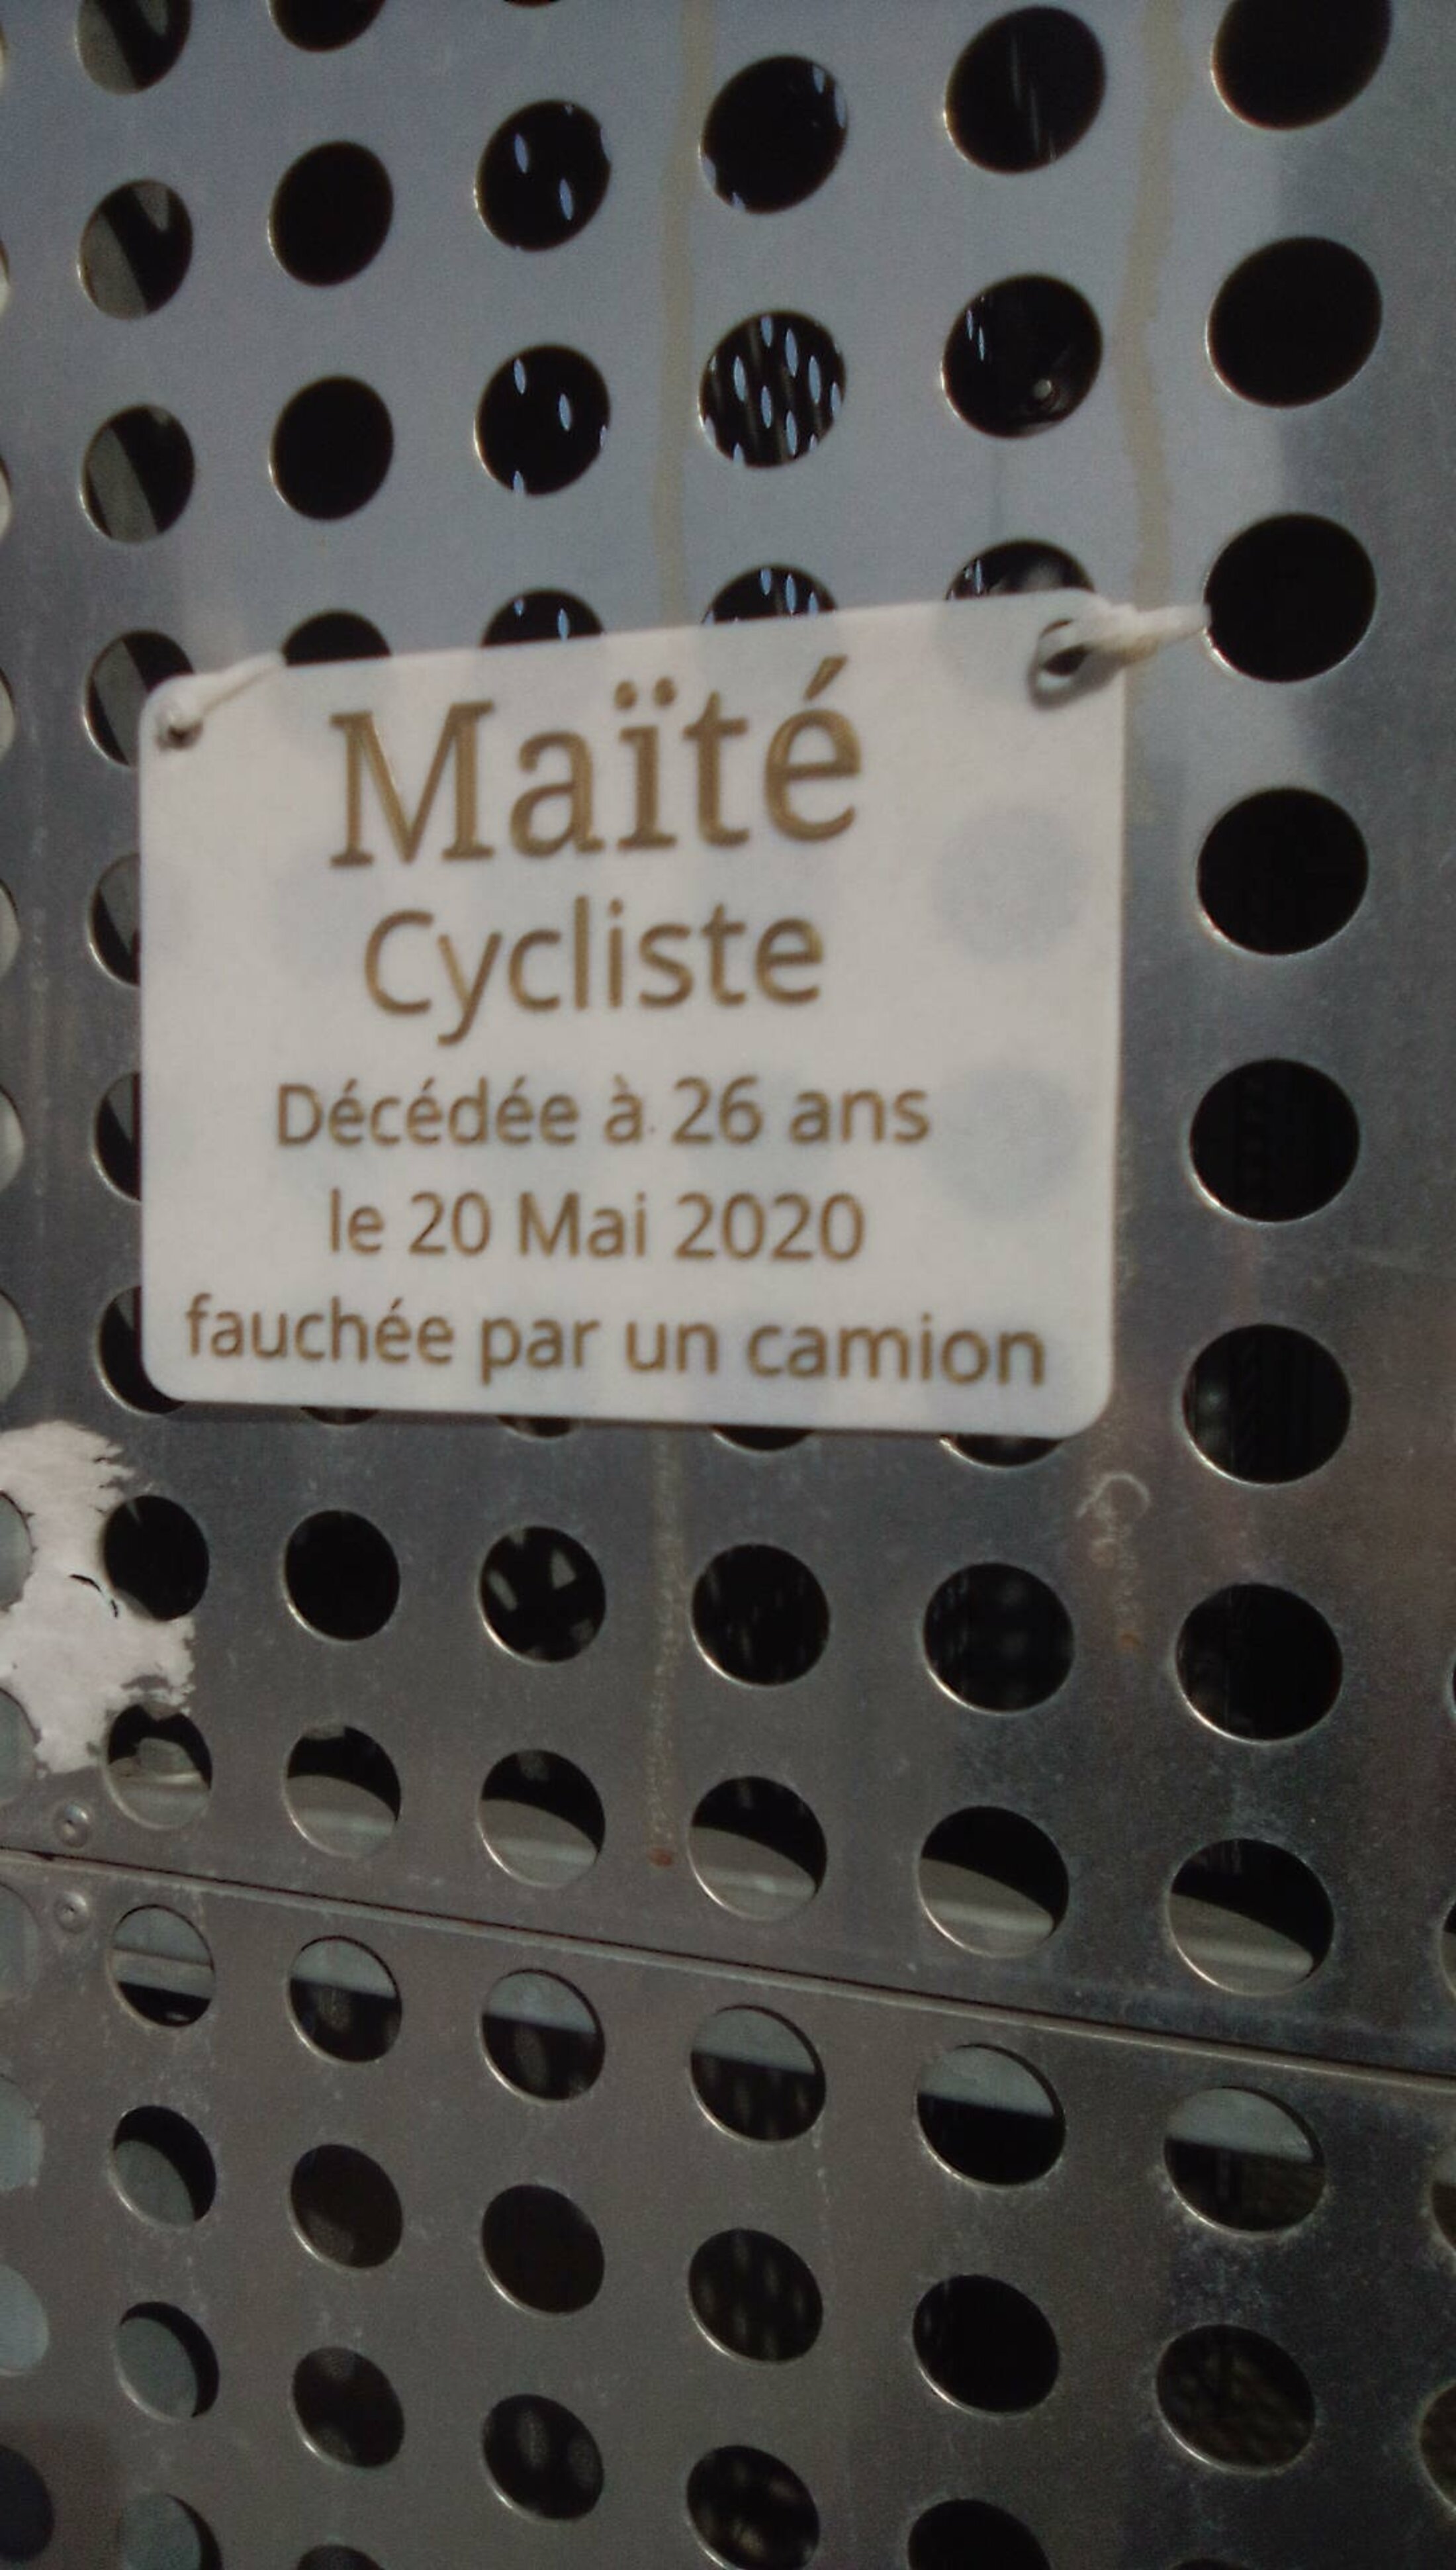 Maïté
Cycliste
Décédée à 26 ans
le 20 Mai 2020
fauchée par un camion